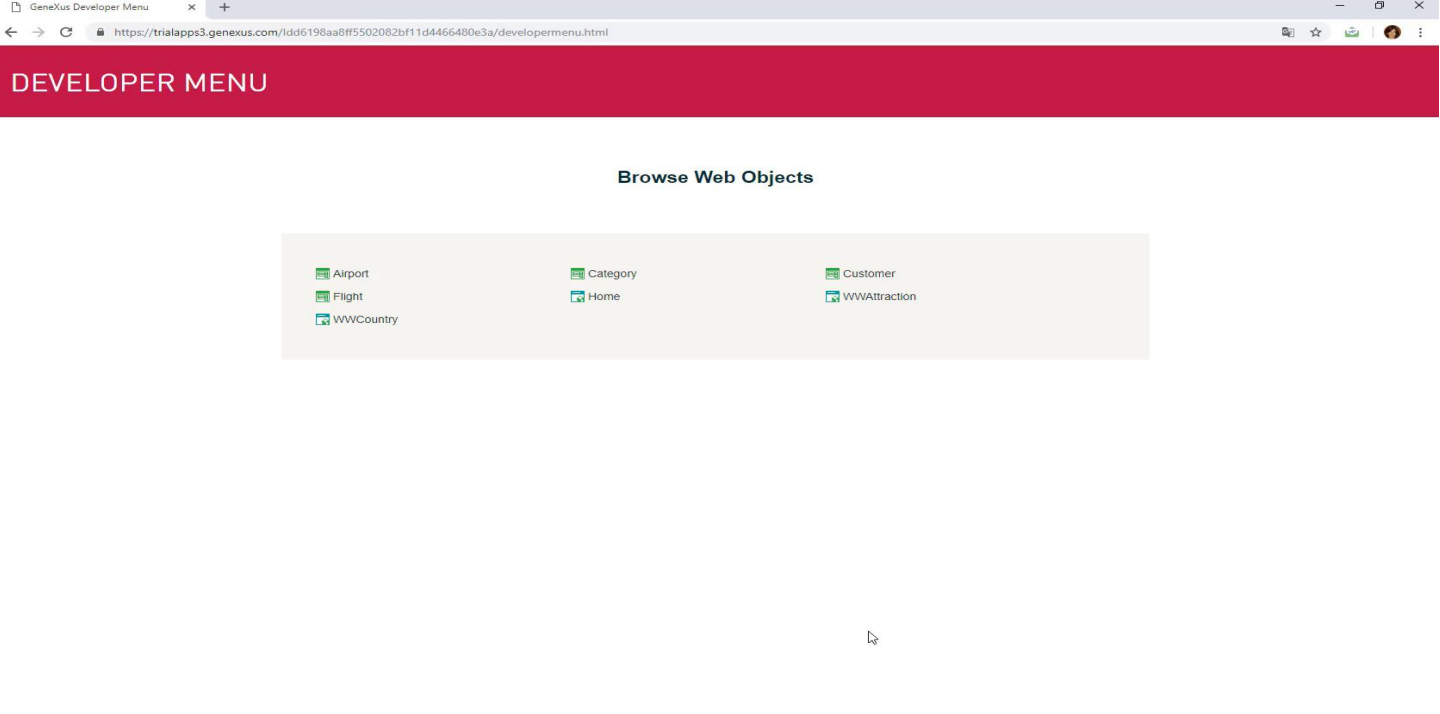 GeneXus Developer Menu
https://trialapps3.genexus.com/Idd6198aa8ff5502082bf11d4466480e3a/developermenu.html
DEVELOPER MENU
Browse Web Objects
Airport Category Customer
Flight Home WWAttraction
WWCountry